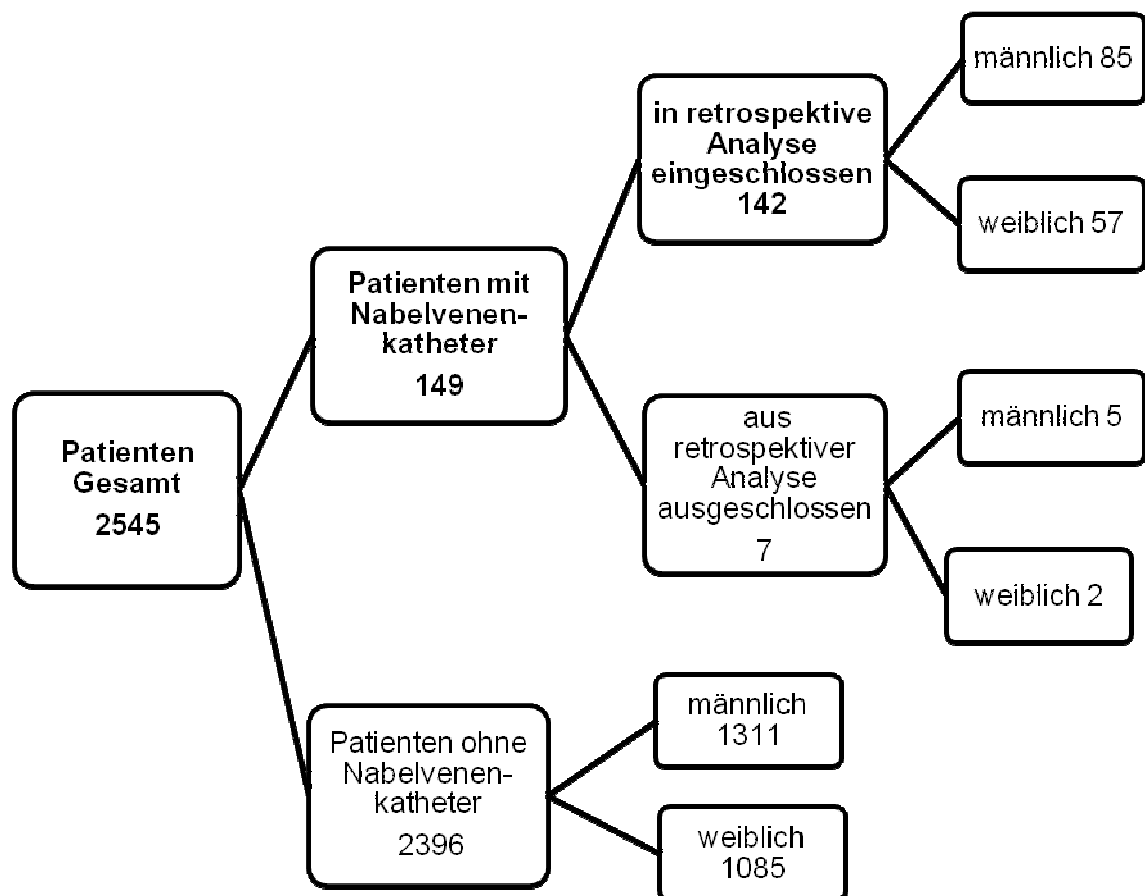 Patienten
Gesamt
2545
Patienten mit
Nabelvenen-
katheter
149
in retrospektive
Analyse
eingeschlossen
142
männlich 85
weiblich 57
aus
retrospektiver
Analyse
ausgeschlossen
7
männlich 5
weiblich 2
Patienten ohne
Nabelvenen-
katheter
2396
männlich
1311
weiblich
1085